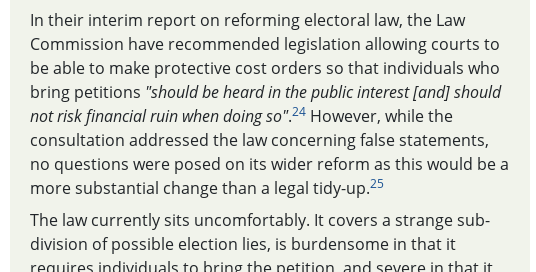 In their interim report on reforming electoral law, the Law
Commission have recommended legislation allowing courts to
be able to make protective cost orders so that individuals who
bring petitions "should be heard in the public interest [and] should
not risk financial ruin when doing so".24 However, while the
consultation addressed the law concerning false statements,
no questions were posed on its wider reform as this would be a
more substantial change than a legal tidy-up.25
The law currently sits uncomfortably. It covers a strange sub-
division of possible election lies, is burdensome in that it
requires individuals to bring the petition, and severe in that it